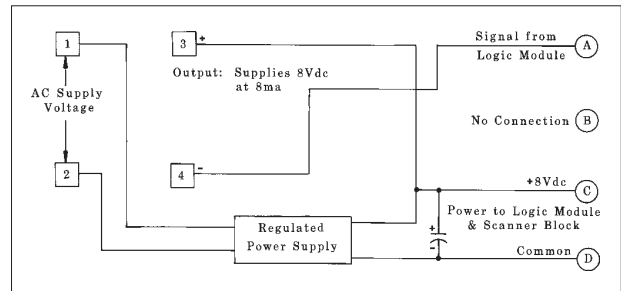 1
3
+
Signal from
Logic Module
A
Output: Supplies 8Vdc
at 8ma
AC Supply
Voltage
No Connection
B
2
4
-
+8Vdc
C
Regulated
Power Supply
+
-
Power to Logic Module
& Scanner Block
Common
D